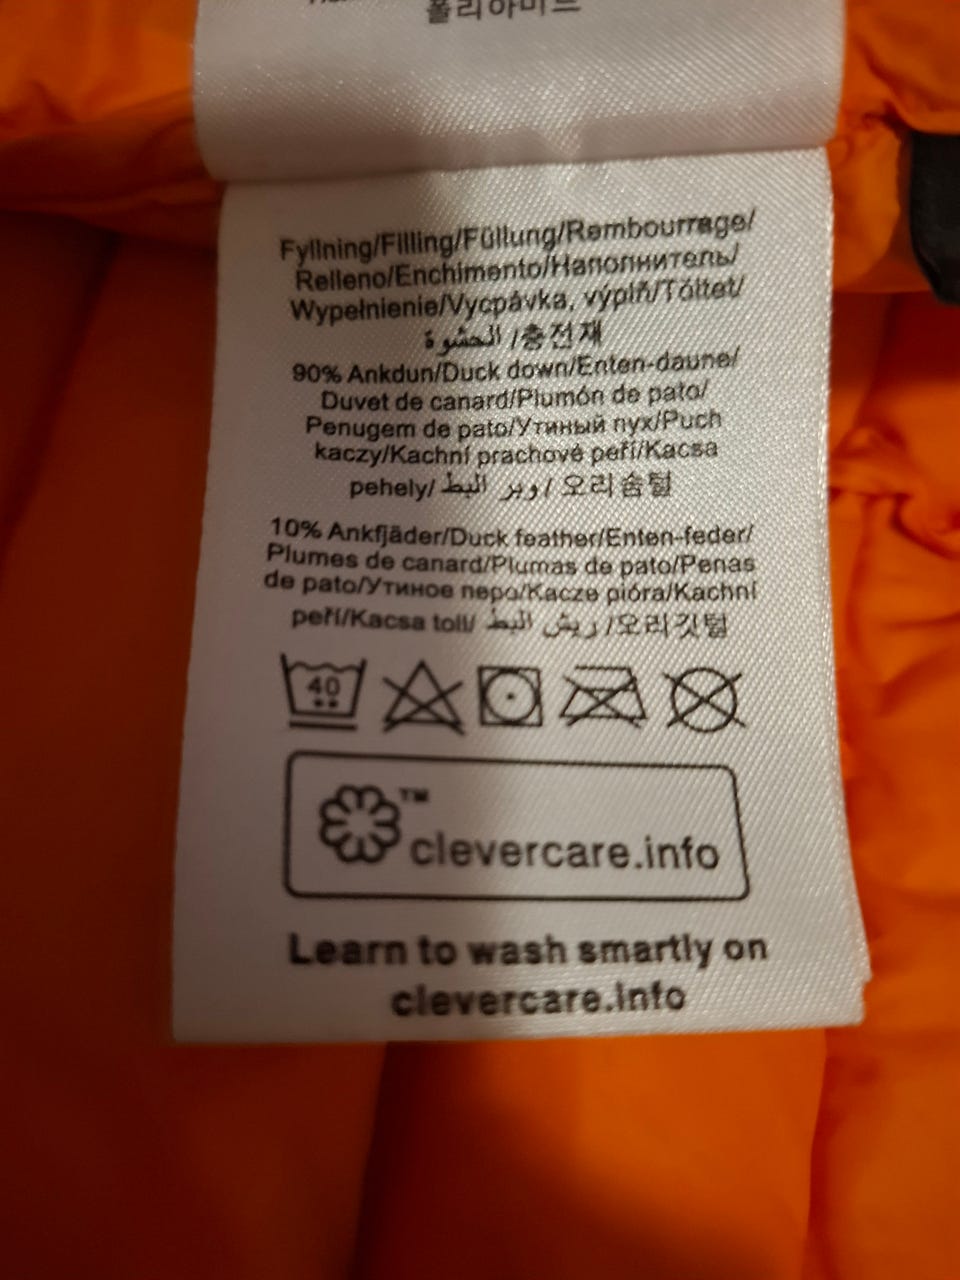 폴리아미드
Fyllning/Filling/Füllung/Rembourrage/
Relleno/Enchimento/Наполнитель/
Wypełnienie/Vycpávka, výplň/Töltet/
الحشوة /충전재
90% Ankdun/Duck down/Enten-daune/
Duvet de canard/Plumón de pato/
Penugem de pato/Утиный пух/Puch
kaczy/Kachní prachové peří/Kacsa
pehely/ وبر البط/ 오리솜털
10% Ankfjäder/Duck feather/Enten-feder/
Plumes de canard/Plumas de pato/Penas
de pato/Утиное перо/Kacze pióra/Kachní
peří/Kacsa toll/ ريش البط /오리깃털
40
™
clevercare.info
Learn to wash smartly on
clevercare.info